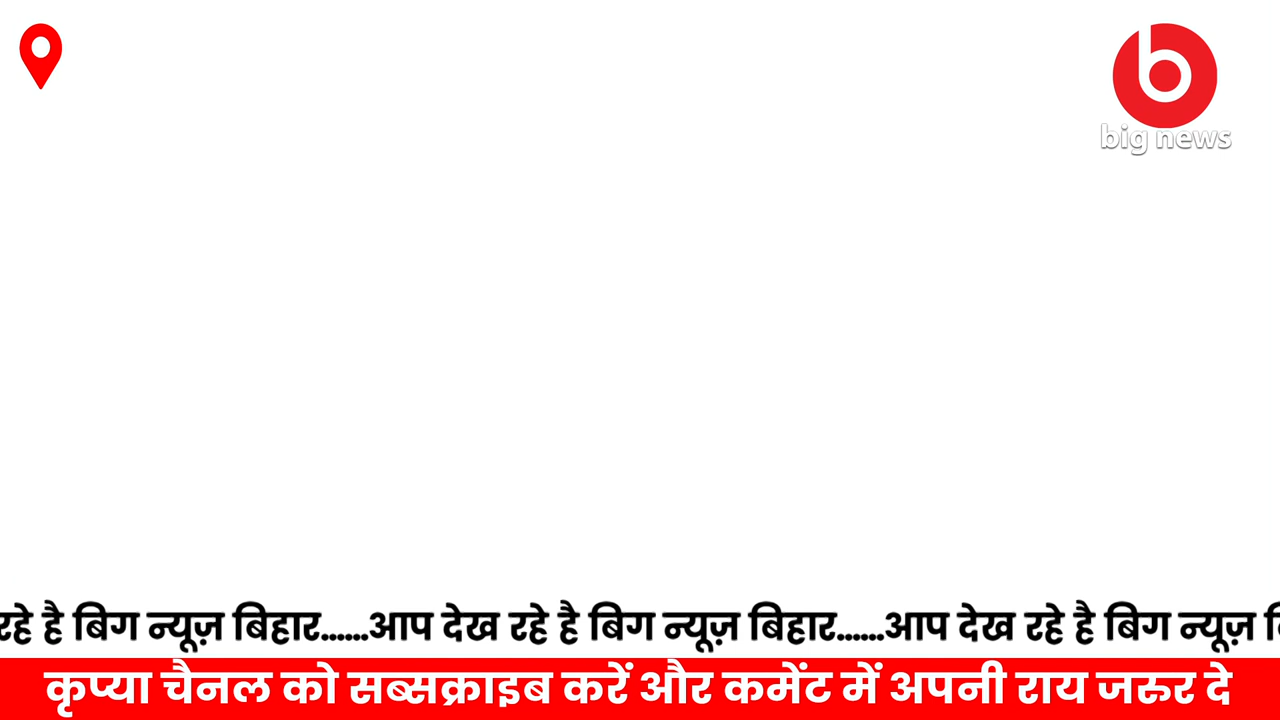 big news
रहे है बिग न्यूज़ बिहार......आप देख रहे है बिग न्यूज़ बिहार......आप देख रहे है बिग न्यूज़
कृप्या चैनल को सब्सक्राइब करें और कमेंट में अपनी राय जरुर दे